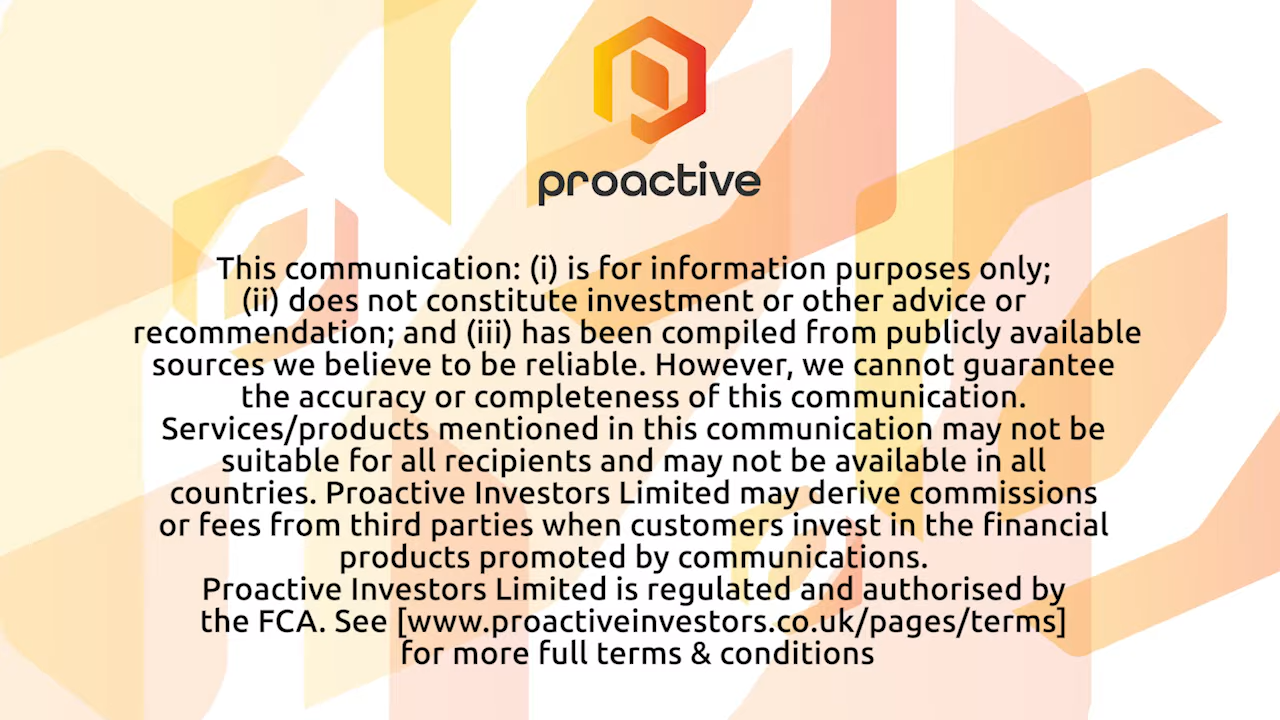 proactive
This communication: (i) is for information purposes only;
(ii) does not constitute investment or other advice or
recommendation; and (iii) has been compiled from publicly available
sources we believe to be reliable. However, we cannot guarantee
the accuracy or completeness of this communication.
Services/products mentioned in this communication may not be
suitable for all recipients and may not be available in all
countries. Proactive Investors Limited may derive commissions
or fees from third parties when customers invest in the financial
products promoted by communications.
Proactive Investors Limited is regulated and authorised by
the FCA. See [www.proactiveinvestors.co.uk/pages/terms]
for more full terms & conditions